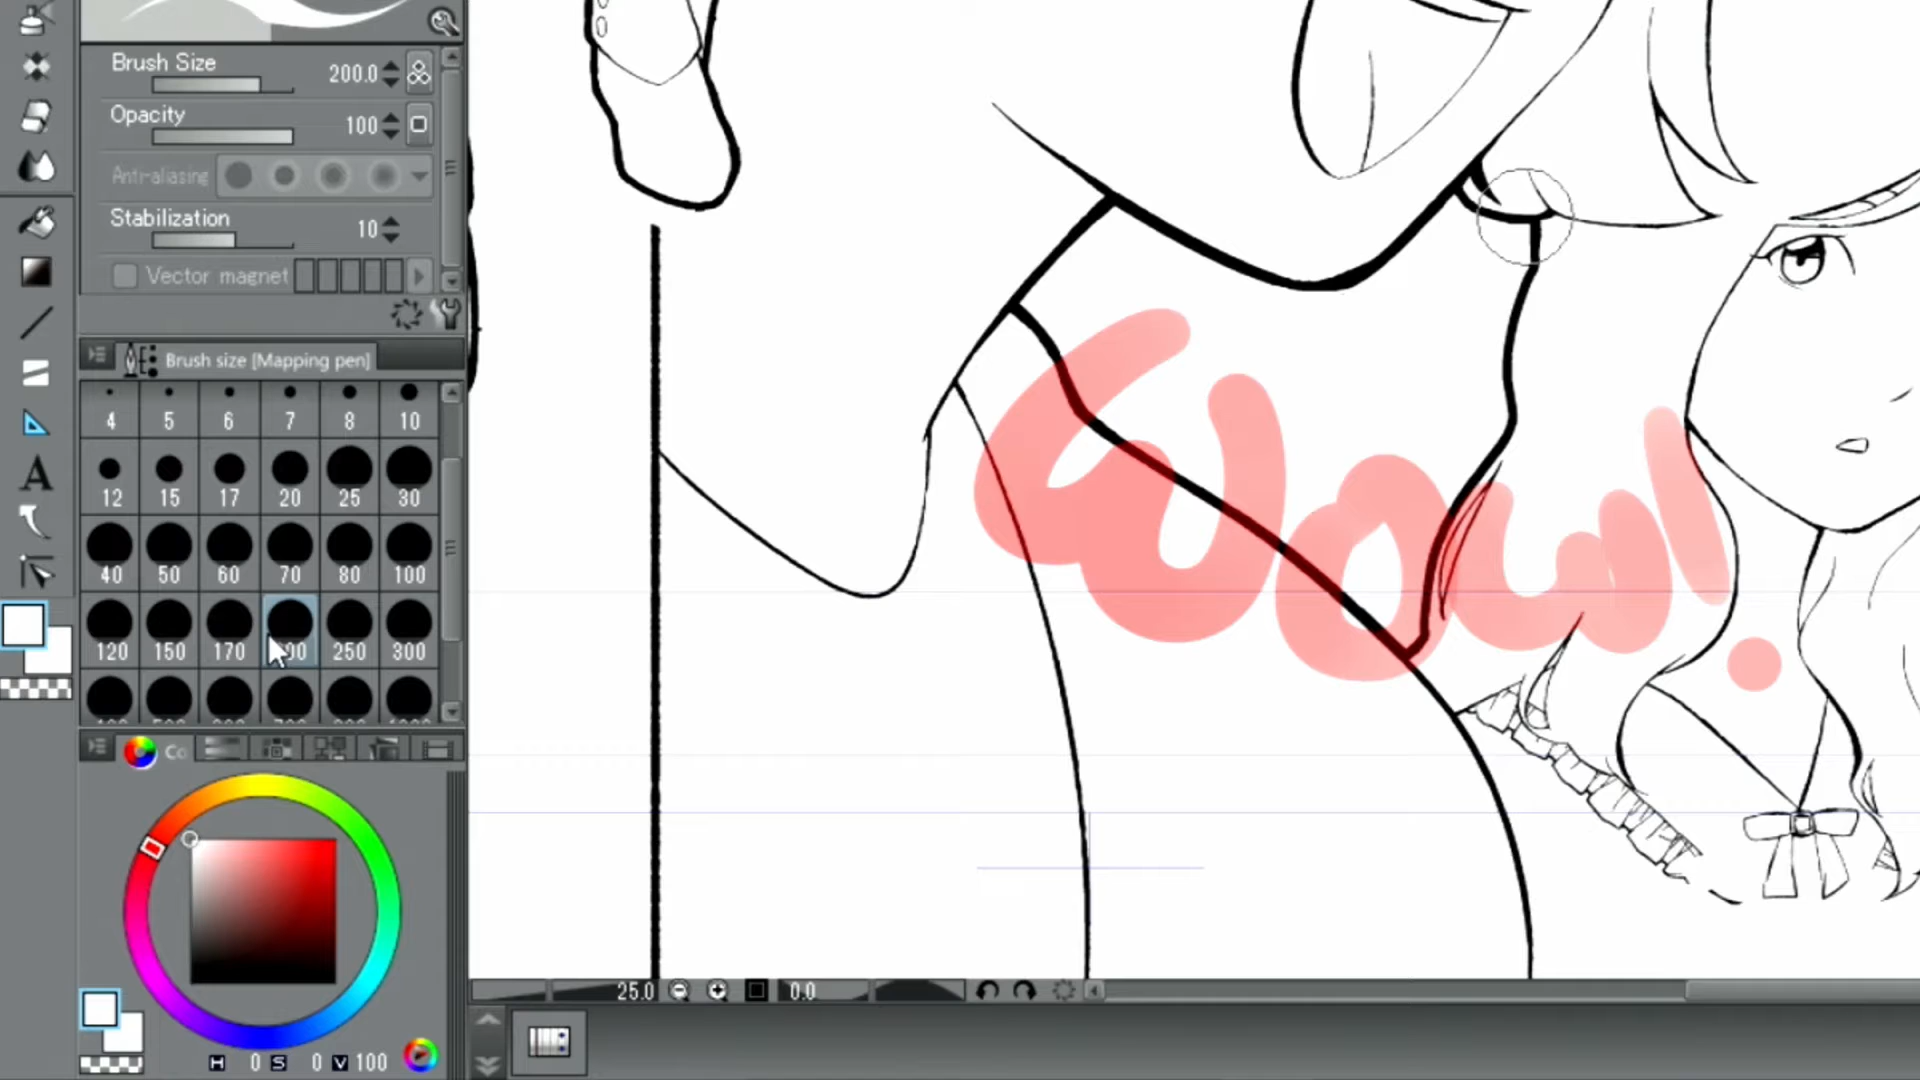 Brush Size 200.0
Opacity 100
Anti-aliasing
Stabilization 10
Vector magnet
Brush size [Mapping pen]
4 5 6 7 8 10
12 15 17 20 25 30
40 50 60 70 80 100
120 150 170 250 300
Co
wow!
A
H 0 S 0 V 100
25.0 0.0